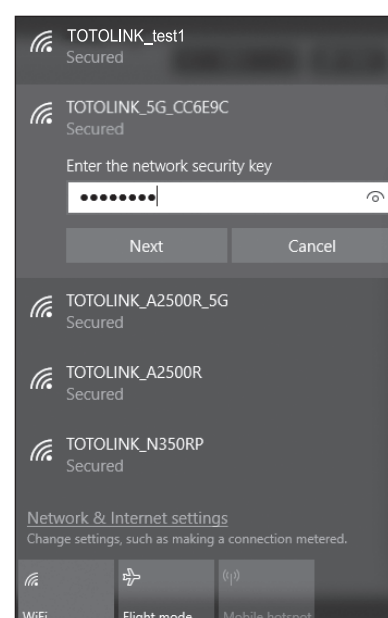 TOTOLINK_test1
Secured
TOTOLINK_5G_CC6E9C
Secured
Enter the network security key
Next Cancel
TOTOLINK_A2500R_5G
Secured
TOTOLINK_A2500R
Secured
TOTOLINK_N350RP
Secured
Network & Internet settings
Change settings, such as making a connection metered.
WiFi Flight mode Mobile hotspot